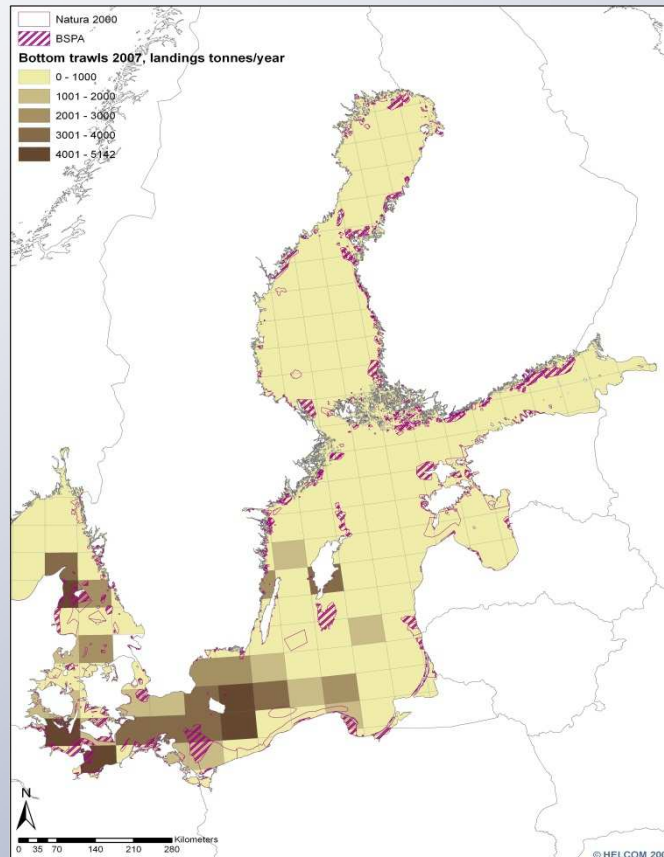 Natura 2000
BSPA
Bottom trawls 2007, landings tonnes/year
0 - 1000
1001 - 2000
2001 - 3000
3001 - 4000
4001 - 5142
N
Kilometers
0 35 70 140 210 280
© HELCOM